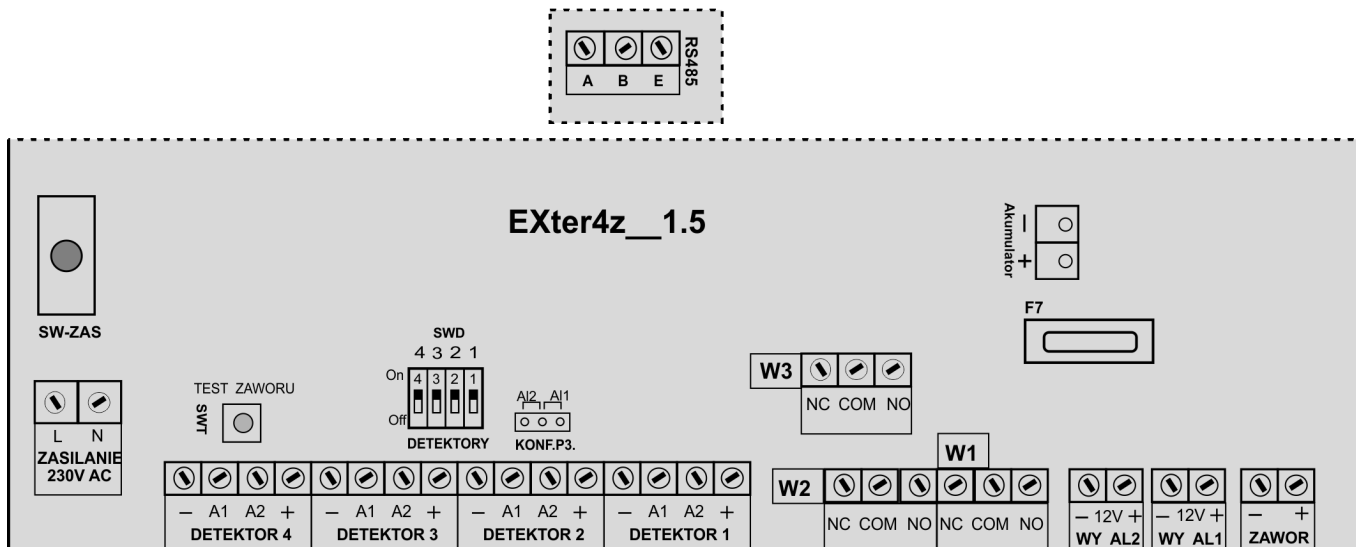 RS485
A B E
EXter4z__1.5
Akumulator
− +
SW-ZAS
F7
SWD
4 3 2 1
On
4 3 2 1
Off
DETEKTORY
TEST ZAWORU
SWT
Al2 Al1
KONF.P3.
W3
NC COM NO
L N
ZASILANIE
230V AC
W1
W2
− A1 A2 + − A1 A2 + − A1 A2 + − A1 A2 +
DETEKTOR 4 DETEKTOR 3 DETEKTOR 2 DETEKTOR 1
NC COM NO NC COM NO
− 12V + − 12V + − +
WY AL2 WY AL1 ZAWOR